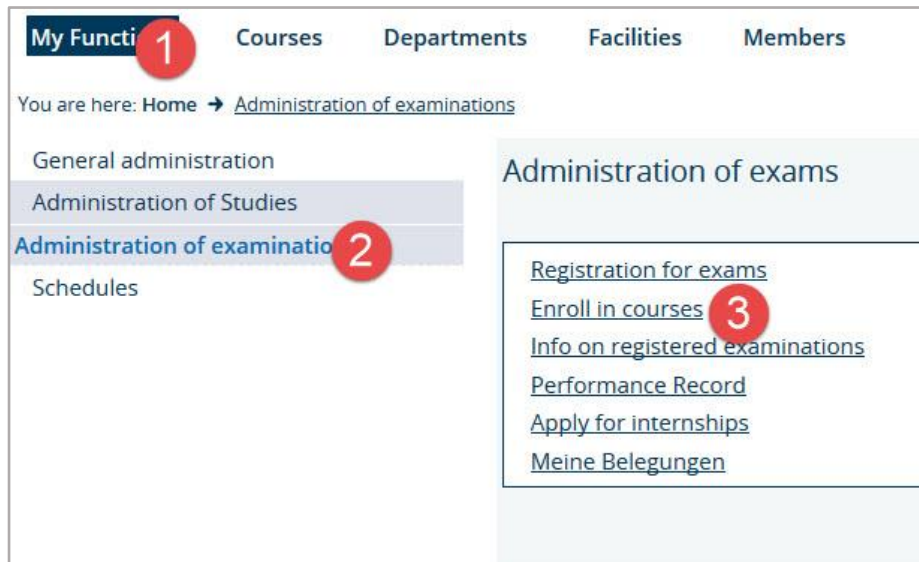 My Functi 1 Courses Departments Facilities Members
You are here: Home → Administration of examinations
General administration
Administration of Studies
Administration of examinatio 2
Schedules
Administration of exams
Registration for exams
Enroll in courses 3
Info on registered examinations
Performance Record
Apply for internships
Meine Belegungen